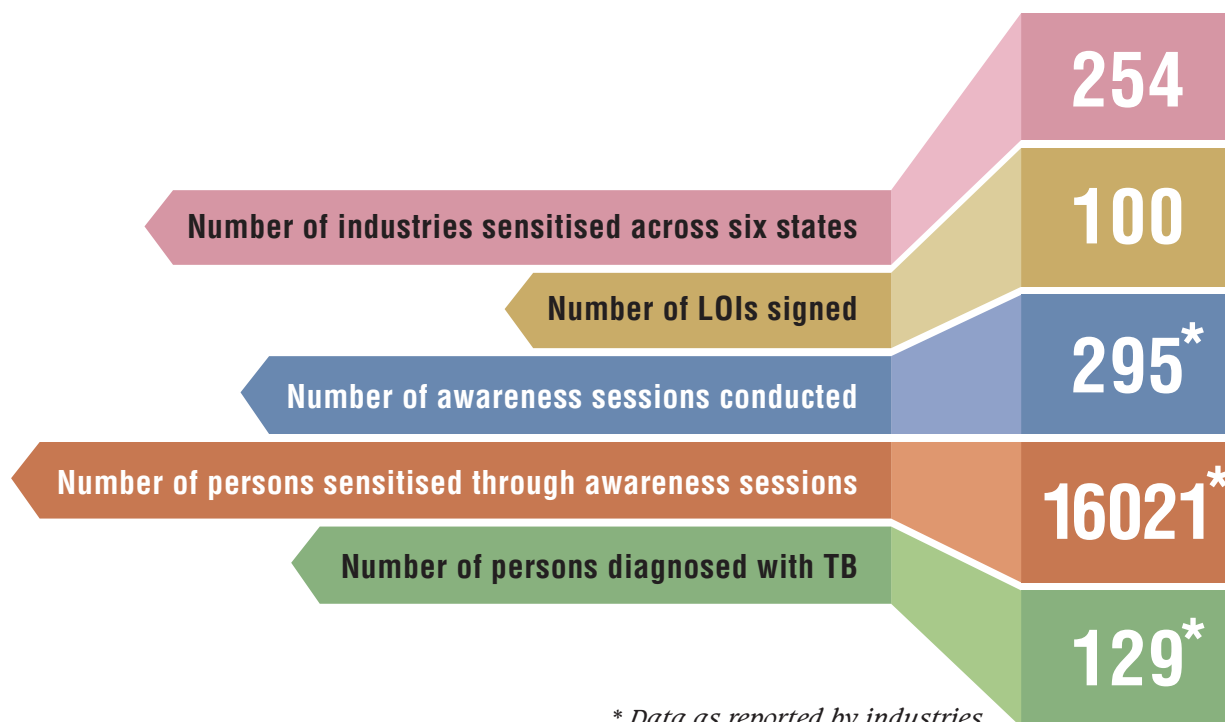 254
Number of industries sensitised across six states
100
Number of LOIs signed
295*
Number of awareness sessions conducted
16021*
Number of persons sensitised through awareness sessions
129*
Number of persons diagnosed with TB
* Data as reported by industries